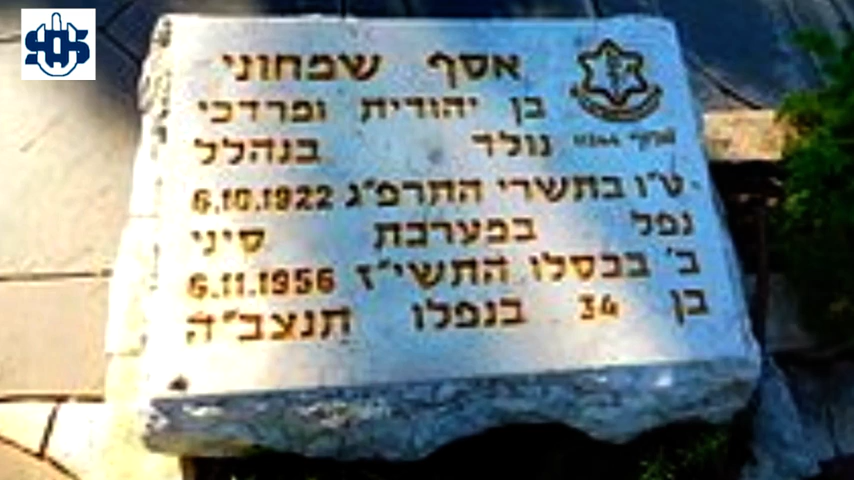 SOS
אסף שמחוני
בן יהודית ומרדכי
נולד בנהלל
ט"ו בתשרי התרפ"ג 6.10.1922
נפל במערכת סיני
ב' בכסלו התשי"ז 6.11.1956
בן 34 בנפלו תנצב"ה